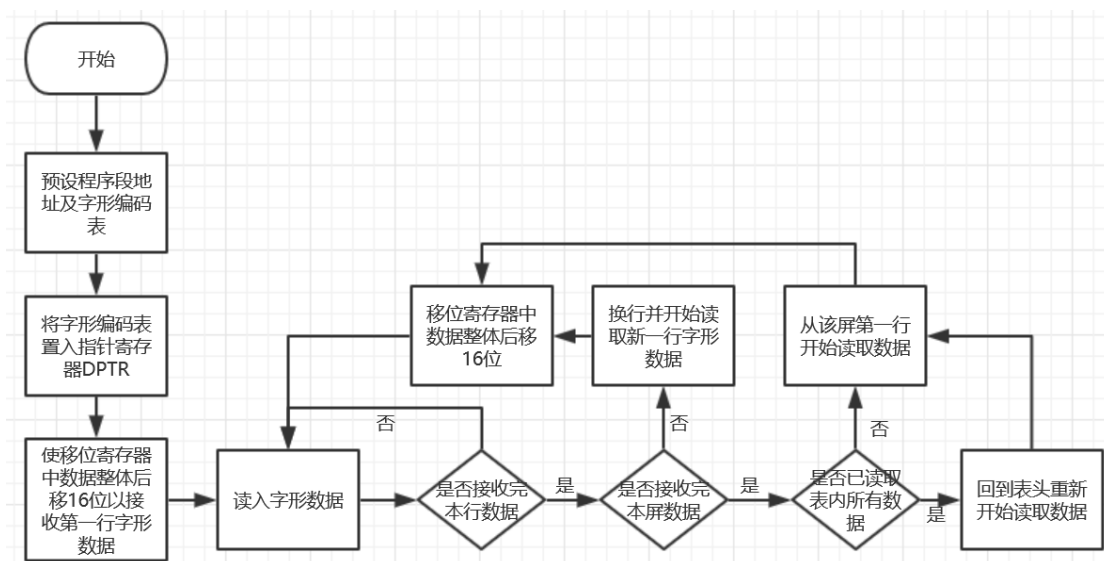 开始
预设程序段地
址及字形编码
表
将字形编码表
置入指针寄存
器DPTR
使移位寄存器
中数据整体后
移16位以接
收第一行字形
数据
读入字形数据
是否接收完
本行数据
否
是
移位寄存器中
数据整体后移
16位
换行并开始读
取新一行字形
数据
否
是否接收完
本屏数据
是
从该屏第一行
开始读取数据
否
是否已读取
表内所有数
据
是
回到表头重新
开始读取数据